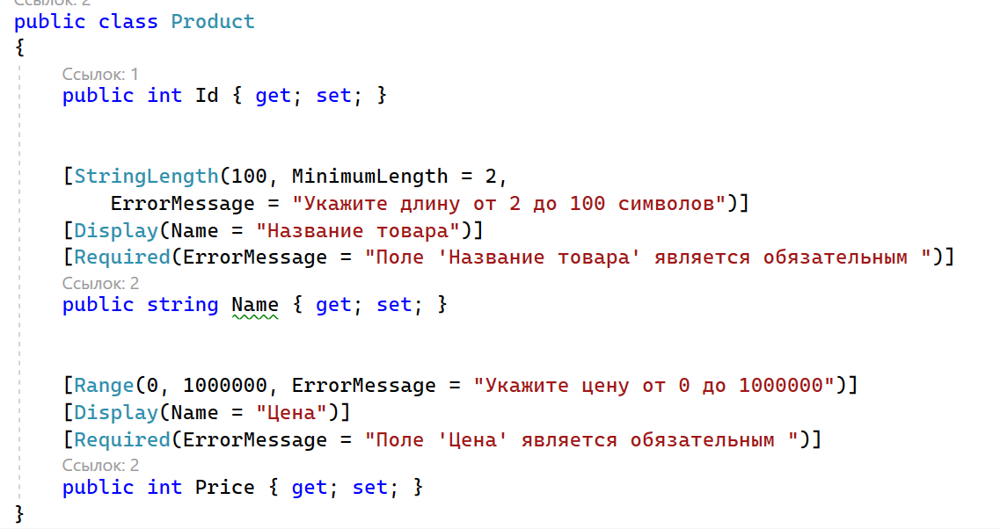 Ссылок: 2
public class Product
{
Ссылок: 1
public int Id { get; set; }
[StringLength(100, MinimumLength = 2,
ErrorMessage = "Укажите длину от 2 до 100 символов")]
[Display(Name = "Название товара")]
[Required(ErrorMessage = "Поле 'Название товара' является обязательным ")]
Ссылок: 2
public string Name { get; set; }
[Range(0, 1000000, ErrorMessage = "Укажите цену от 0 до 1000000")]
[Display(Name = "Цена")]
[Required(ErrorMessage = "Поле 'Цена' является обязательным ")]
Ссылок: 2
public int Price { get; set; }
}